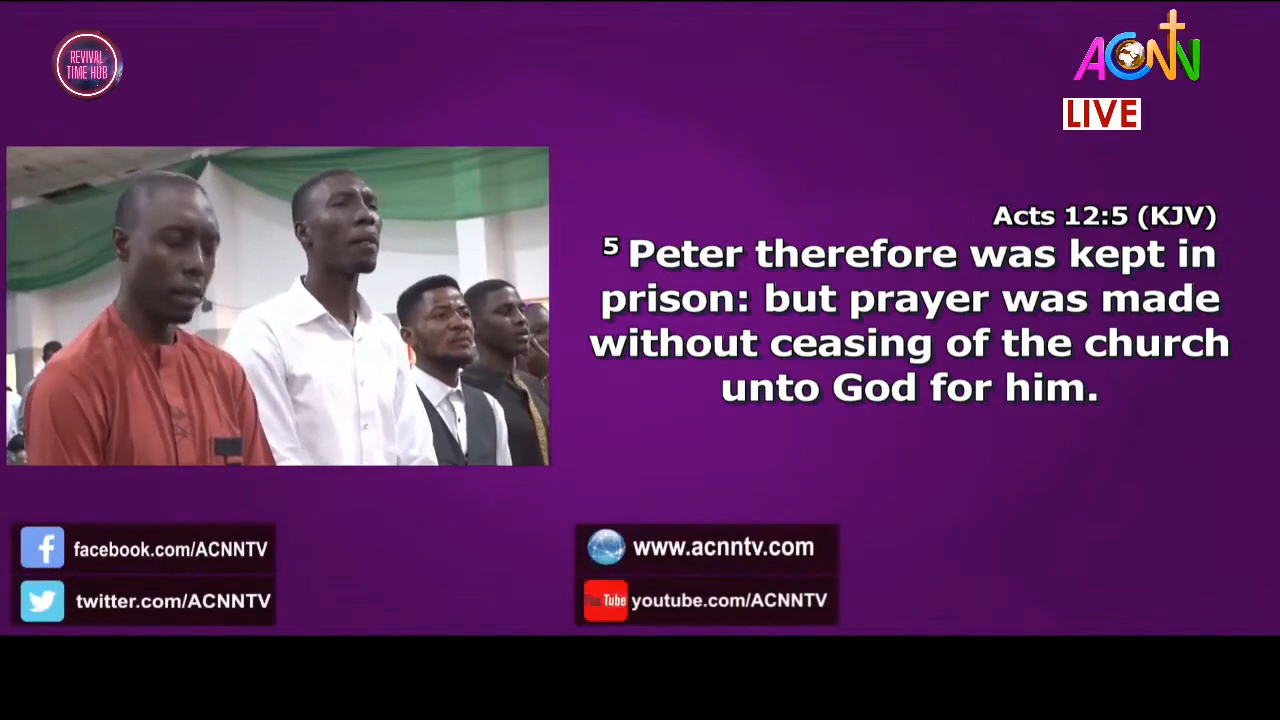 REVIVAL
TIME HUB
ACNN
LIVE
Acts 12:5 (KJV)
5 Peter therefore was kept in
prison: but prayer was made
without ceasing of the church
unto God for him.
facebook.com/ACNNTV
twitter.com/ACNNTV
www.acnntv.com
YouTube
youtube.com/ACNNTV